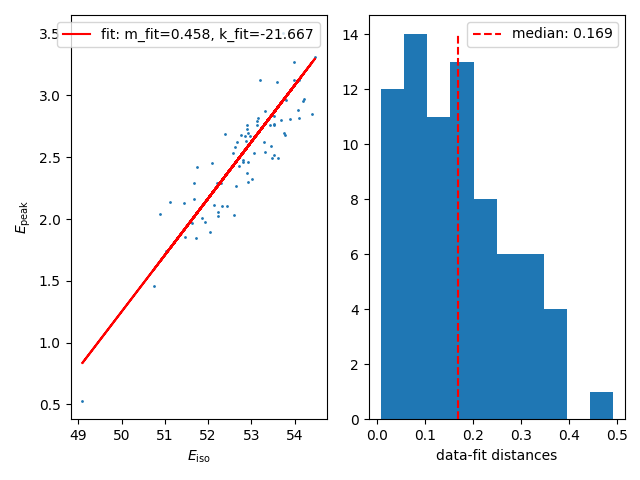 fit: m_fit=0.458, k_fit=-21.667
3.5
3.0
2.5
2.0
1.5
1.0
0.5
E_peak
49 50 51 52 53 54
E_iso
median: 0.169
14
12
10
8
6
4
2
0
0.0 0.1 0.2 0.3 0.4 0.5
data-fit distances